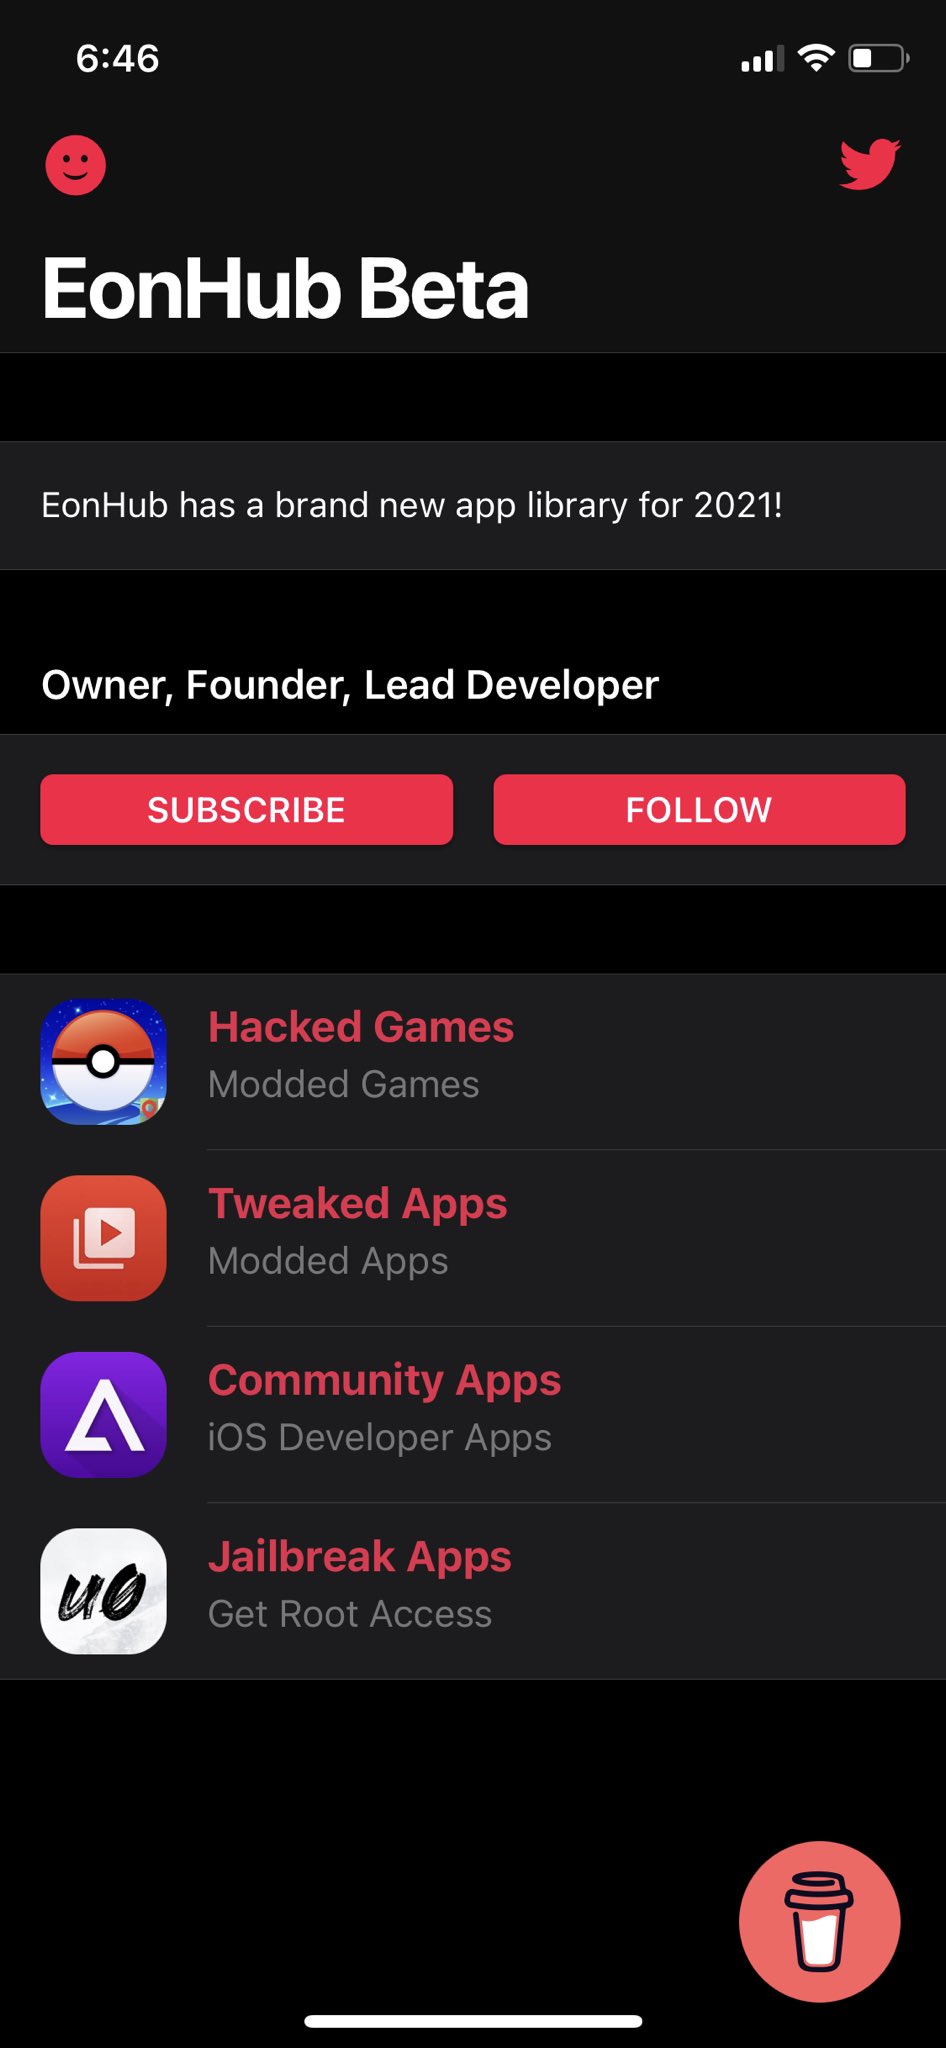 6:46
EonHub Beta
EonHub has a brand new app library for 2021!
Owner, Founder, Lead Developer
SUBSCRIBE
FOLLOW
Hacked Games
Modded Games
Tweaked Apps
Modded Apps
Community Apps
iOS Developer Apps
uO
Jailbreak Apps
Get Root Access